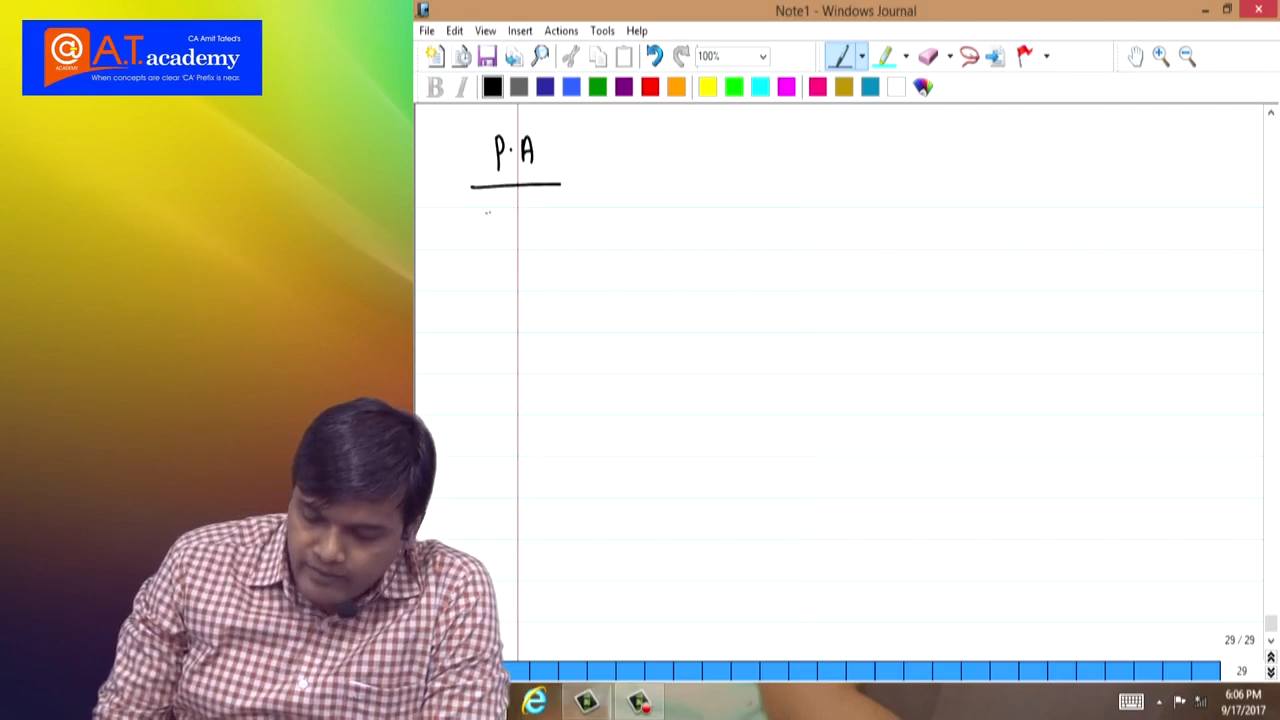 @ A.T. academy
CA Amit Tated's
ACADEMY
When concepts are clear 'CA' Prefix is near.
Note1 - Windows Journal
File Edit View Insert Actions Tools Help
100%
B I
P.A
29 / 29
29
6:06 PM
9/17/2017